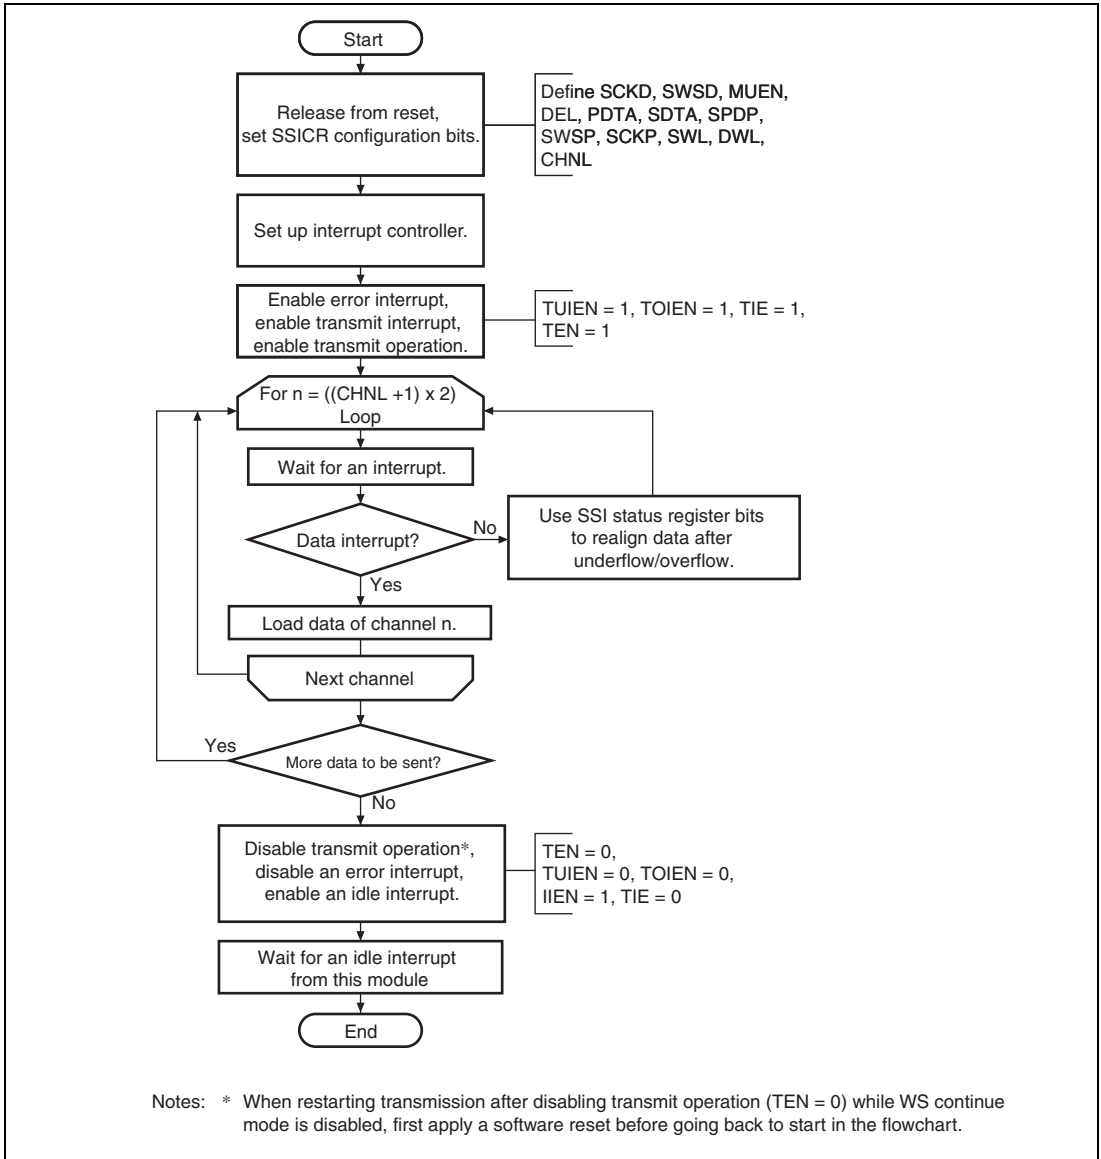 Start
Release from reset,
set SSICR configuration bits.
Define SCKD, SWSD, MUEN,
DEL, PDTA, SDTA, SPDP,
SWSP, SCKP, SWL, DWL,
CHNL
Set up interrupt controller.
Enable error interrupt,
enable transmit interrupt,
enable transmit operation.
TUIEN = 1, TOIEN = 1, TIE = 1,
TEN = 1
For n = ((CHNL +1) x 2)
Loop
Wait for an interrupt.
Data interrupt?
No
Use SSI status register bits
to realign data after
underflow/overflow.
Yes
Load data of channel n.
Next channel
Yes
More data to be sent?
No
Disable transmit operation*,
disable an error interrupt,
enable an idle interrupt.
TEN = 0,
TUIEN = 0, TOIEN = 0,
IIEN = 1, TIE = 0
Wait for an idle interrupt
from this module
End
Notes: * When restarting transmission after disabling transmit operation (TEN = 0) while WS continue
mode is disabled, first apply a software reset before going back to start in the flowchart.